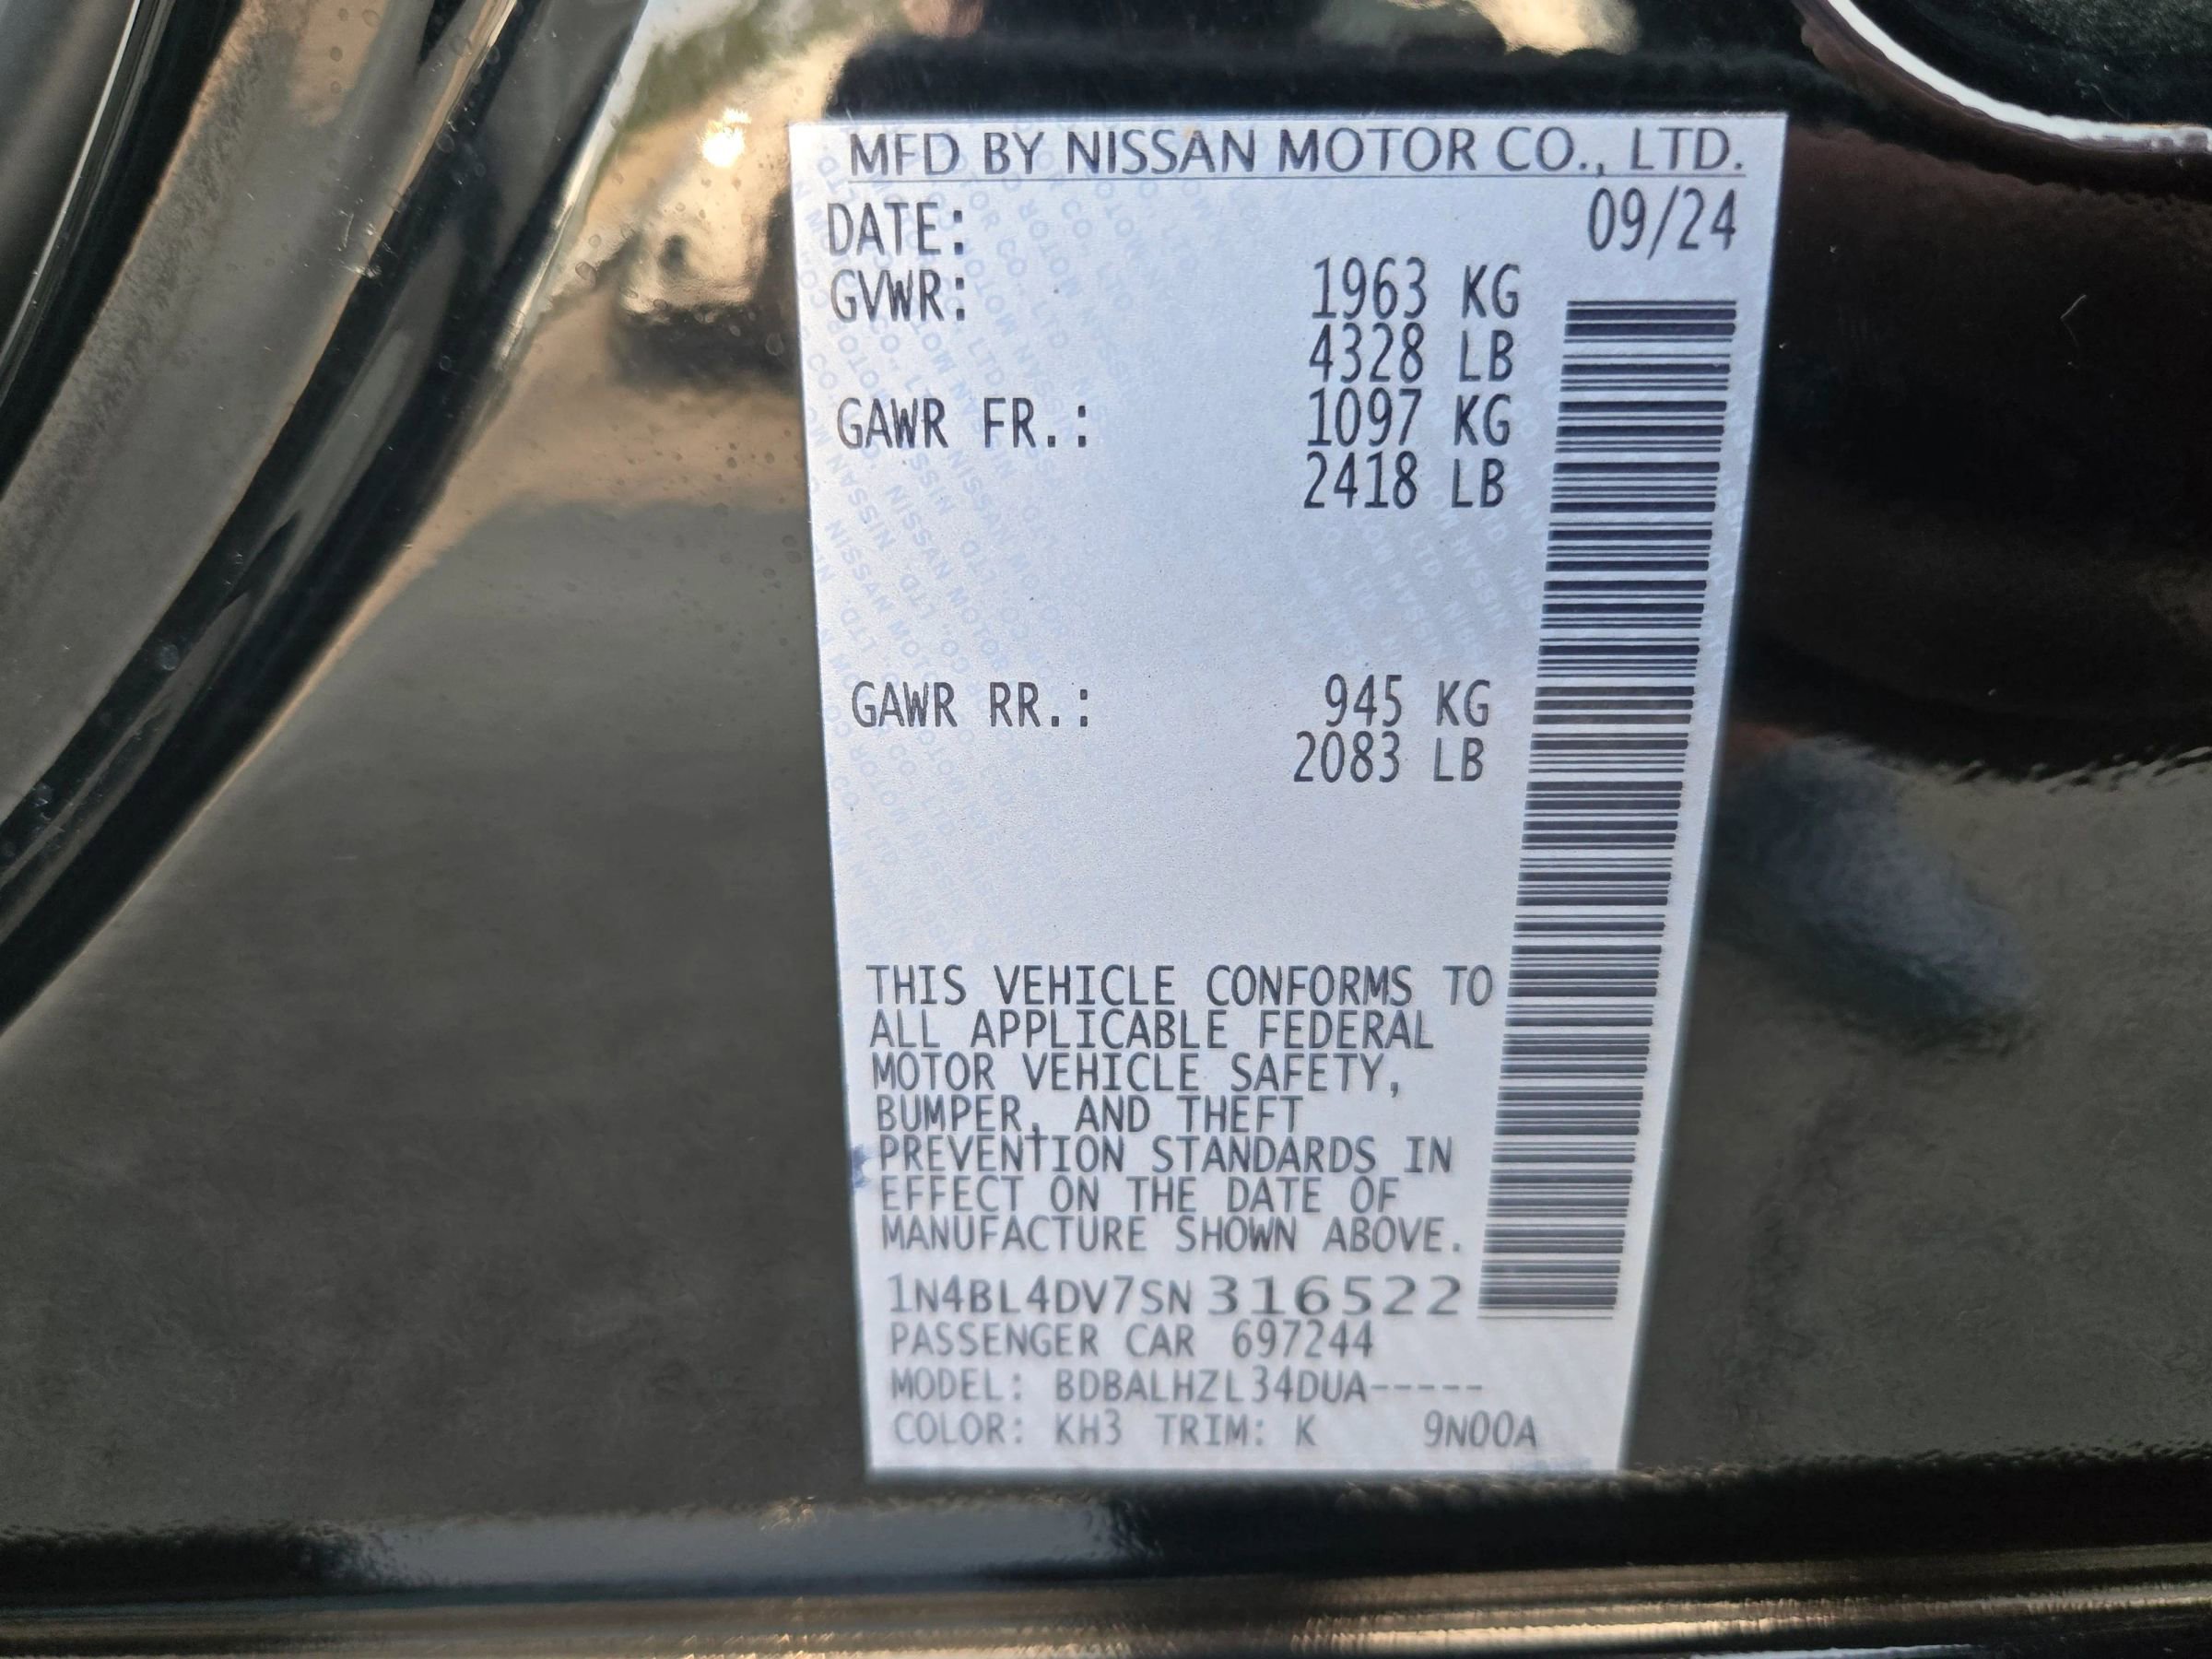 MFD BY NISSAN MOTOR CO., LTD.
DATE: 09/24
GVWR: 1963 KG
4328 LB
GAWR FR.: 1097 KG
2418 LB
GAWR RR.: 945 KG
2083 LB
THIS VEHICLE CONFORMS TO
ALL APPLICABLE FEDERAL
MOTOR VEHICLE SAFETY,
BUMPER, AND THEFT
PREVENTION STANDARDS IN
EFFECT ON THE DATE OF
MANUFACTURE SHOWN ABOVE.
1N4BL4DV7SN316522
PASSENGER CAR 697244
MODEL: BDBALHZL34DUA-----
COLOR: KH3 TRIM: K 9N00A